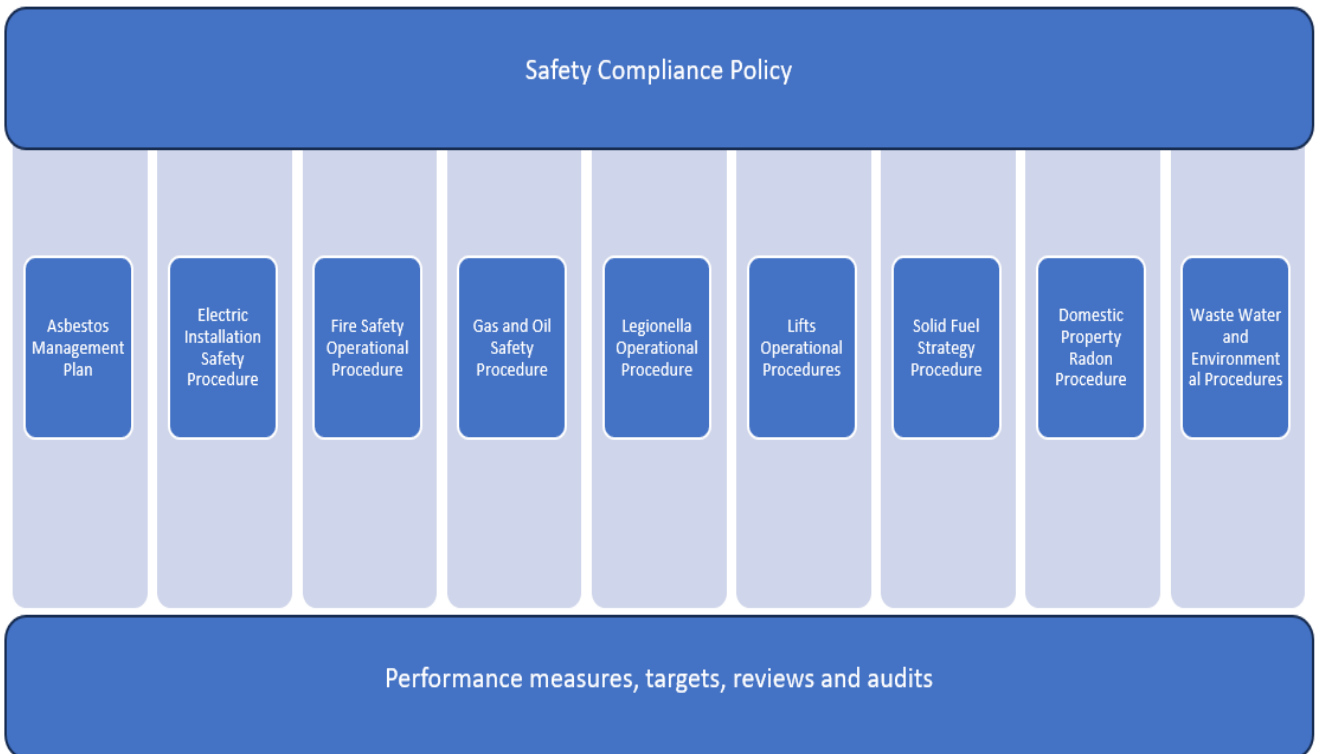 Safety Compliance Policy
Asbestos
Management
Plan
Electric
Installation
Safety
Procedure
Fire Safety
Operational
Procedure
Gas and Oil
Safety
Procedure
Legionella
Operational
Procedure
Lifts
Operational
Procedures
Solid Fuel
Strategy
Procedure
Domestic
Property
Radon
Procedure
Waste Water
and
Environment
al Procedures
Performance measures, targets, reviews and audits